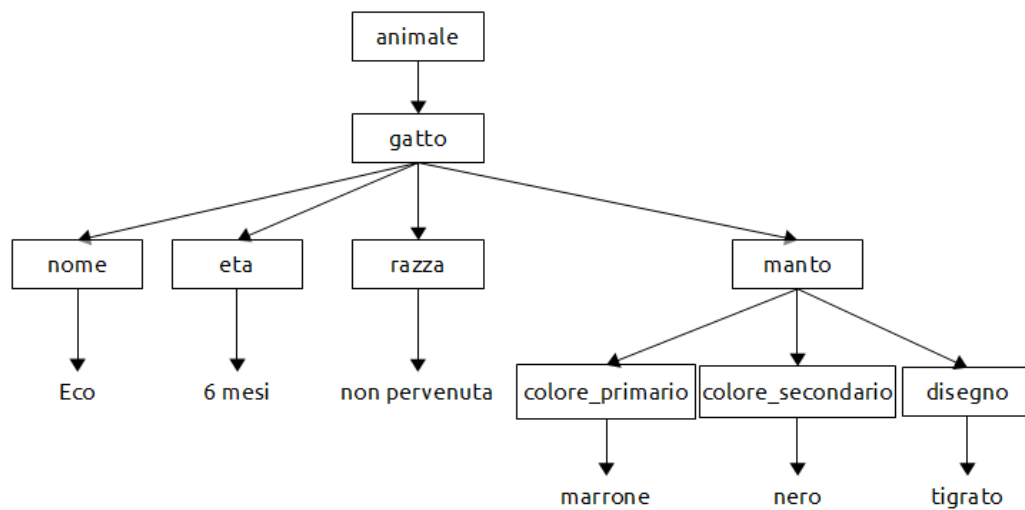 animale
gatto
nome eta razza manto
Eco 6 mesi non pervenuta colore_primario colore_secondario disegno
marrone nero tigrato